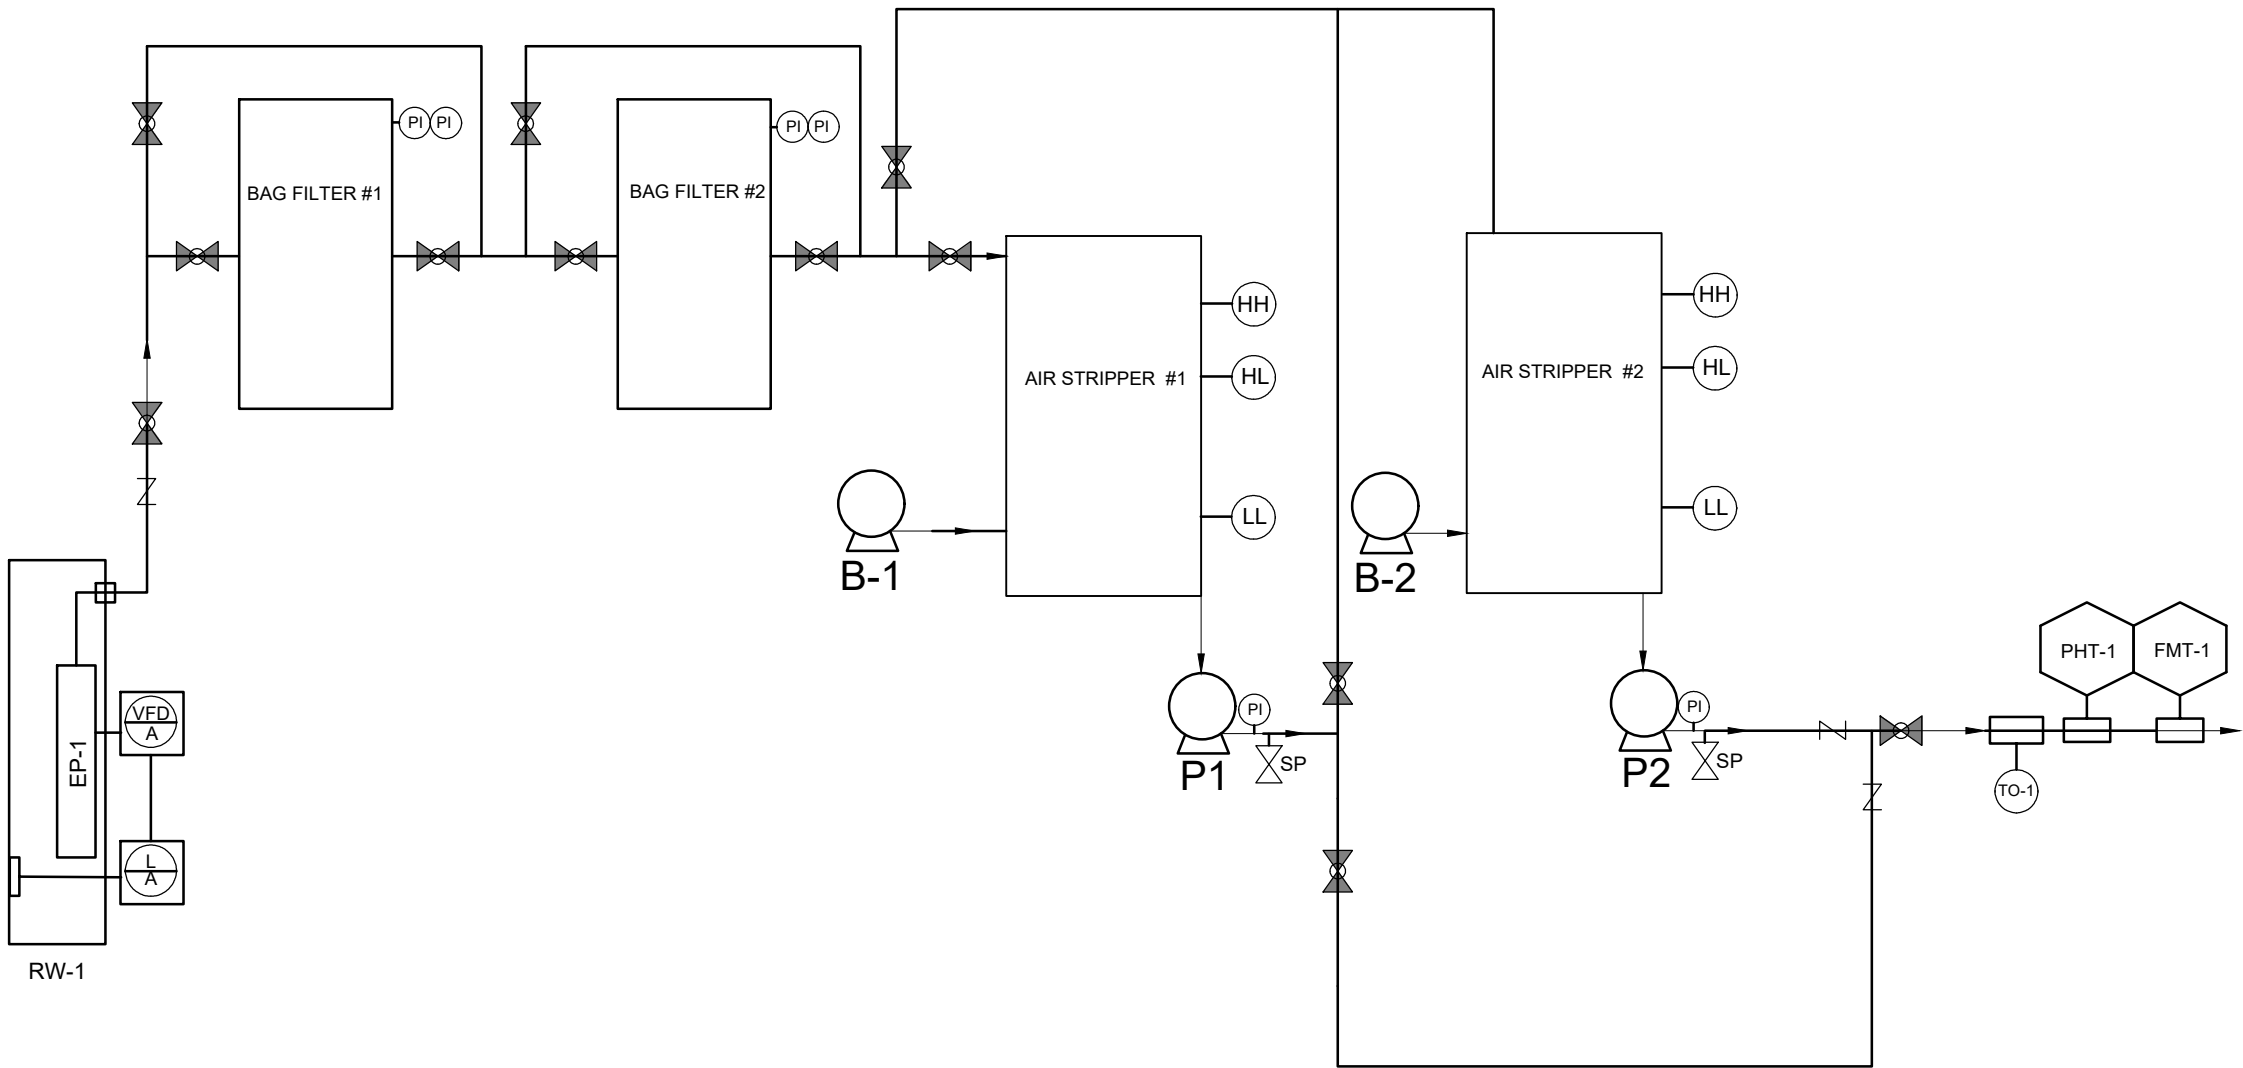 PI
PI
PI
PI
BAG FILTER #1
BAG FILTER #2
HH
HH
HL
HL
AIR STRIPPER #1
AIR STRIPPER #2
LL
LL
B-1
B-2
PHT-1
FMT-1
VFD
A
EP-1
PI
PI
P1
SP
P2
SP
TO-1
L
A
RW-1